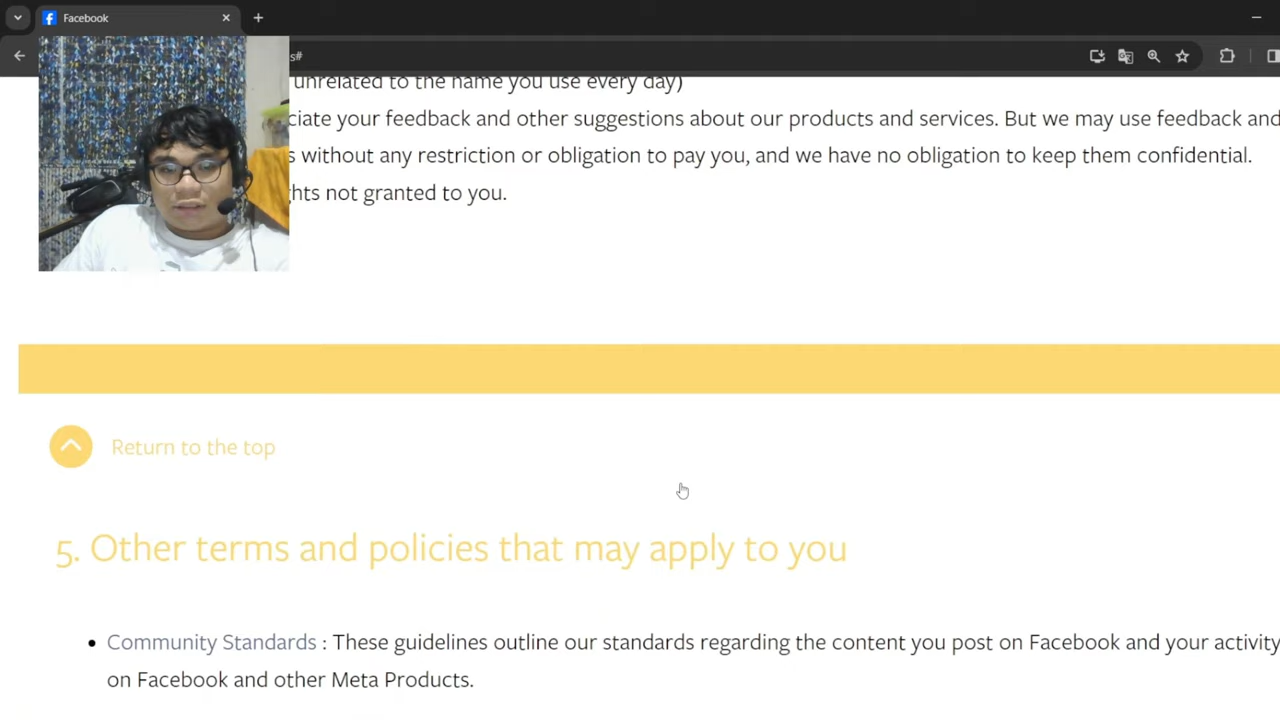 Facebook
s#
unrelated to the name you use every day)
ciate your feedback and other suggestions about our products and services. But we may use feedback and
s without any restriction or obligation to pay you, and we have no obligation to keep them confidential.
ghts not granted to you.
Return to the top
5. Other terms and policies that may apply to you
• Community Standards : These guidelines outline our standards regarding the content you post on Facebook and your activity
on Facebook and other Meta Products.